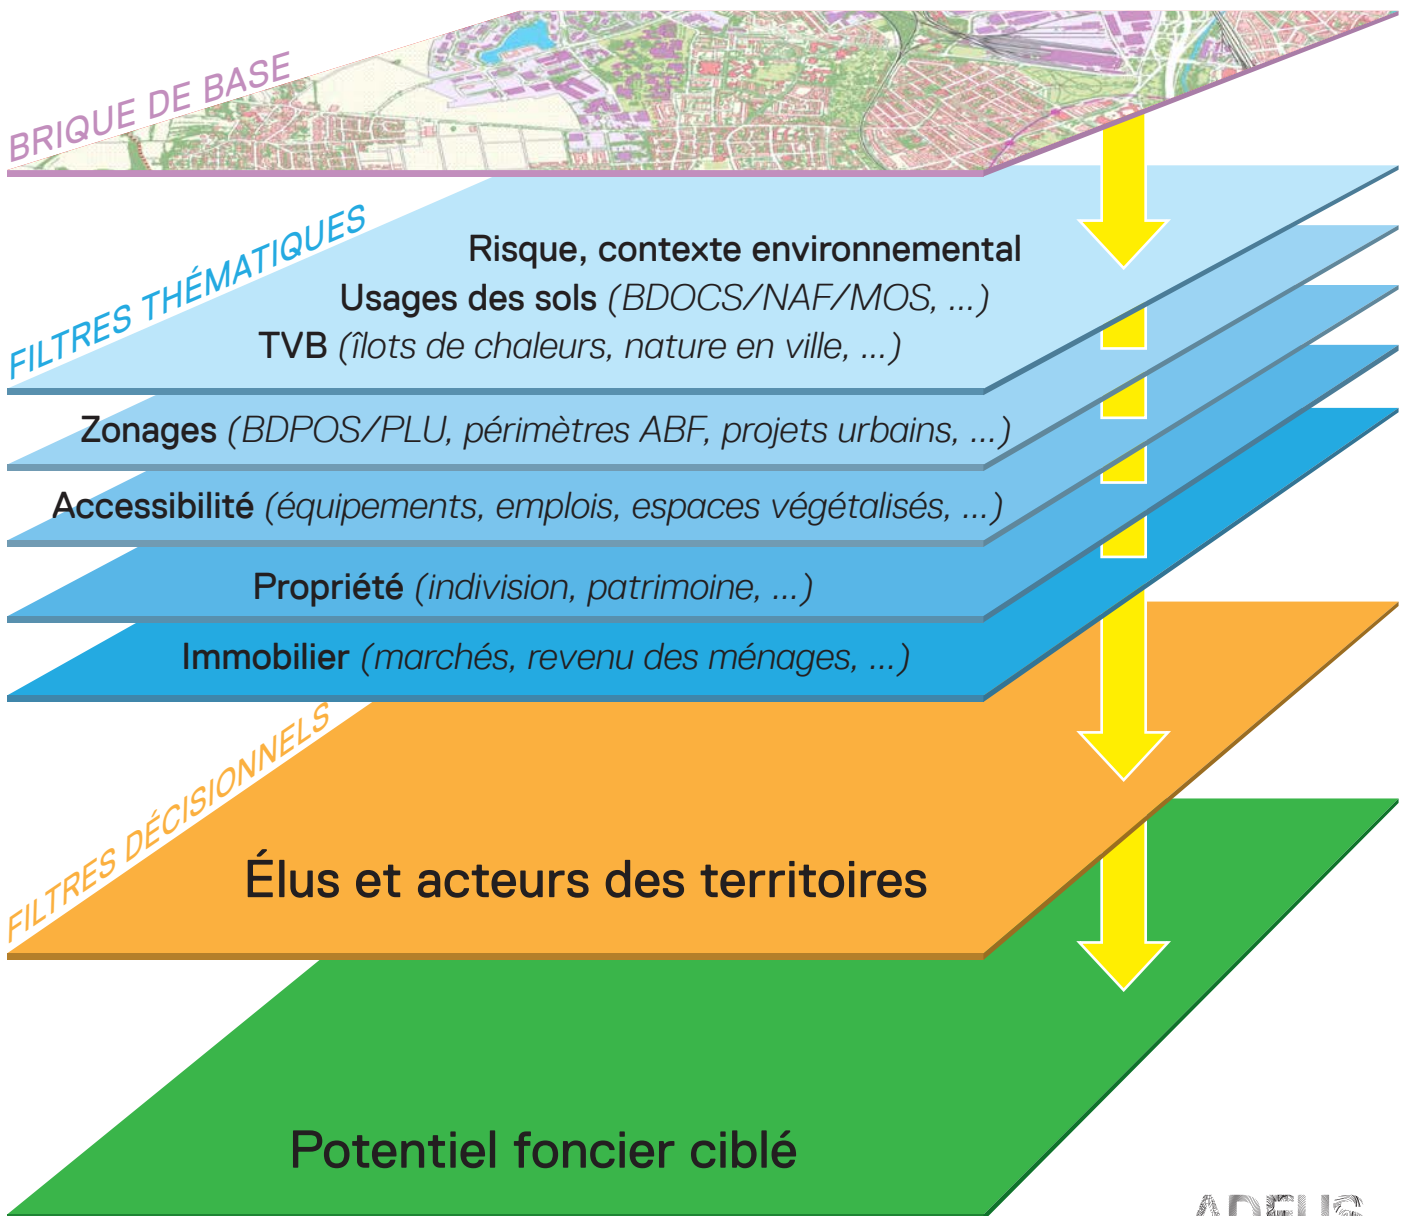 BRIQUE DE BASE
FILTRES THÉMATIQUES
Risque, contexte environnemental
Usages des sols (BDOCS/NAF/MOS, ...)
TVB (îlots de chaleurs, nature en ville, ...)
Zonages (BDPOS/PLU, périmètres ABF, projets urbains, ...)
Accessibilité (équipements, emplois, espaces végétalisés, ...)
Propriété (indivision, patrimoine, ...)
Immobilier (marchés, revenu des ménages, ...)
FILTRES DÉCISIONNELS
Élus et acteurs des territoires
Potentiel foncier ciblé
ADEUS